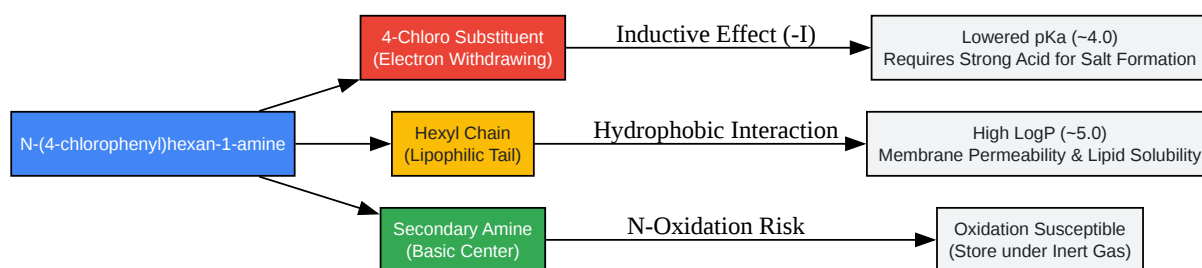 4-Chloro Substituent
(Electron Withdrawing)
Inductive Effect (-I)
Lowered pKa (~4.0)
Requires Strong Acid for Salt Formation
N-(4-chlorophenyl)hexan-1-amine
Hexyl Chain
(Lipophilic Tail)
Hydrophobic Interaction
High LogP (~5.0)
Membrane Permeability & Lipid Solubility
Secondary Amine
(Basic Center)
N-Oxidation Risk
Oxidation Susceptible
(Store under Inert Gas)